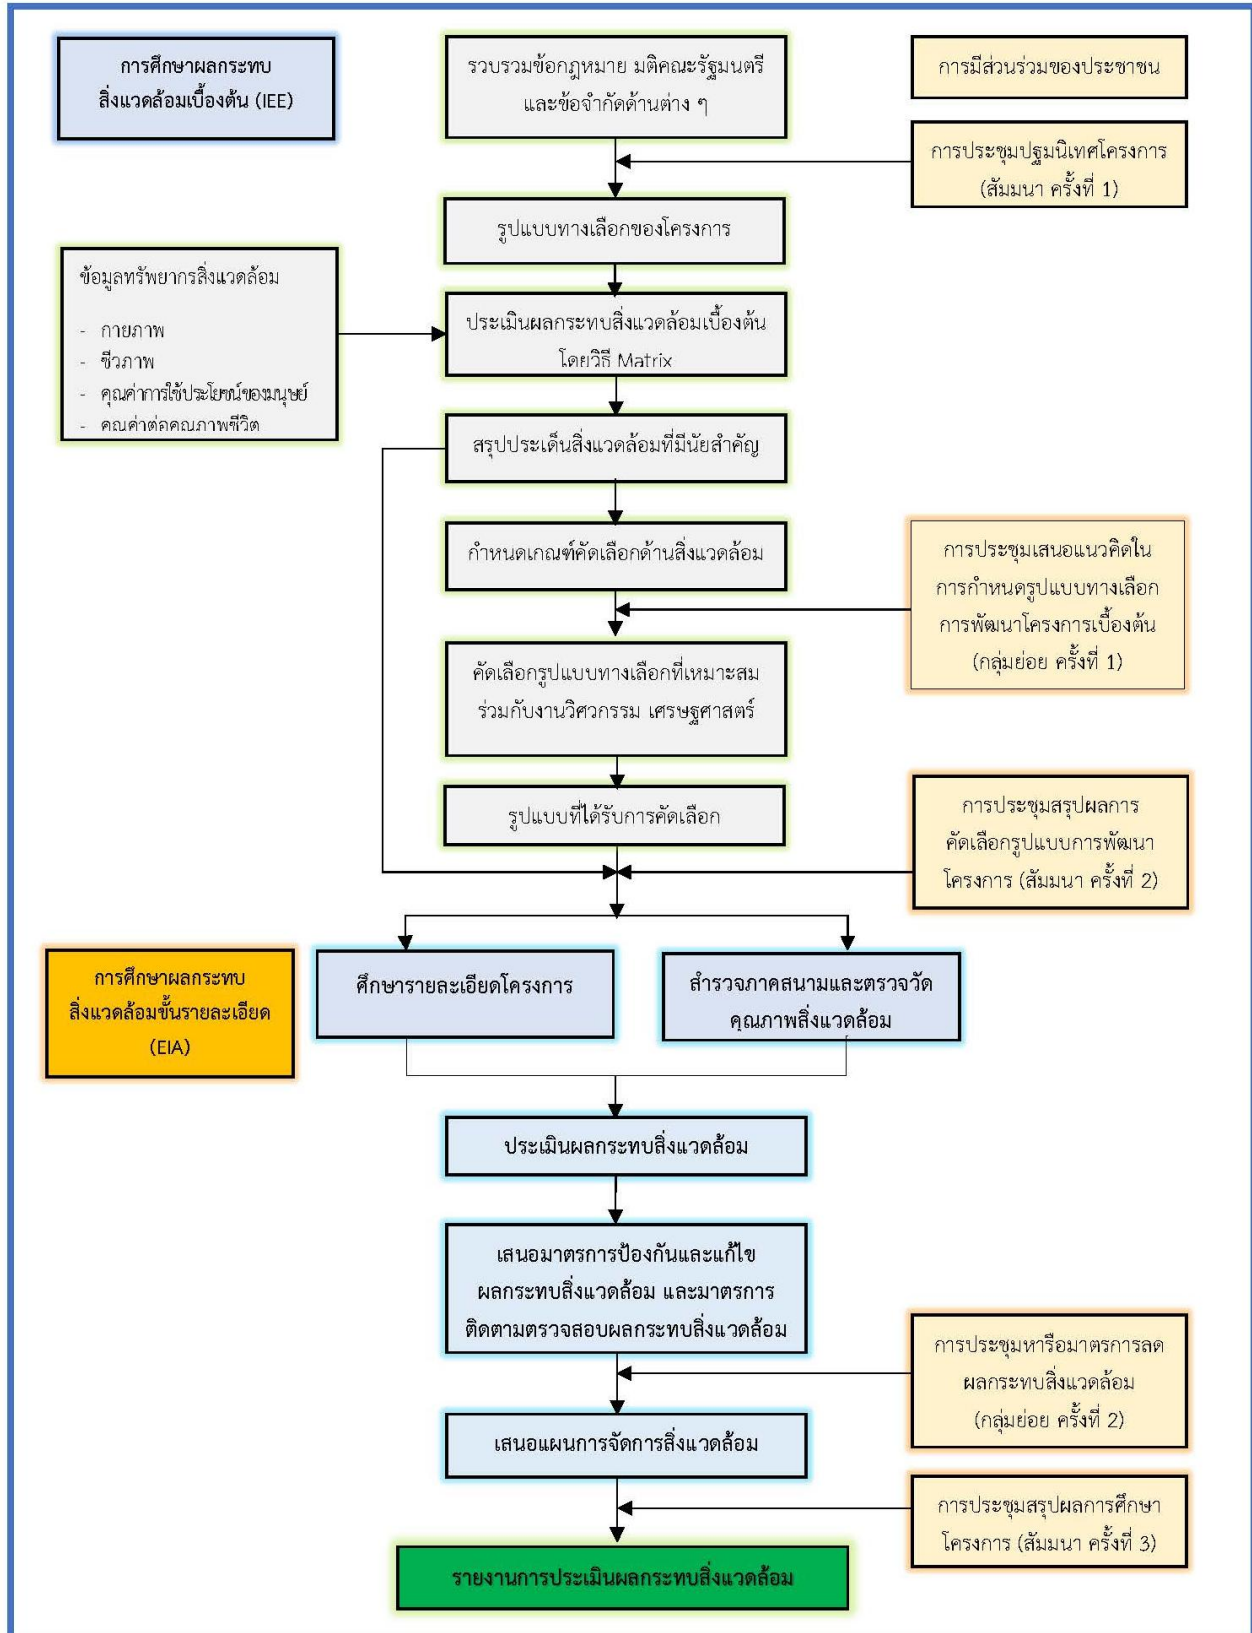 การศึกษาผลกระทบ
สิ่งแวดล้อมเบื้องต้น (IEE)
รวบรวมข้อกฎหมาย มติคณะรัฐมนตรี
และข้อจำกัดด้านต่าง ๆ
การมีส่วนร่วมของประชาชน
การประชุมปฐมนิเทศโครงการ
(สัมมนา ครั้งที่ 1)
รูปแบบทางเลือกของโครงการ
ข้อมูลทรัพยากรสิ่งแวดล้อม
- กายภาพ
- ชีวภาพ
- คุณค่าการใช้ประโยชน์ของมนุษย์
- คุณค่าต่อคุณภาพชีวิต
ประเมินผลกระทบสิ่งแวดล้อมเบื้องต้น
โดยวิธี Matrix
สรุปประเด็นสิ่งแวดล้อมที่มีนัยสำคัญ
กำหนดเกณฑ์คัดเลือกด้านสิ่งแวดล้อม
การประชุมเสนอแนวคิดใน
การกำหนดรูปแบบทางเลือก
การพัฒนาโครงการเบื้องต้น
(กลุ่มย่อย ครั้งที่ 1)
คัดเลือกรูปแบบทางเลือกที่เหมาะสม
ร่วมกับงานวิศวกรรม เศรษฐศาสตร์
รูปแบบที่ได้รับการคัดเลือก
การประชุมสรุปผลการ
คัดเลือกรูปแบบการพัฒนา
โครงการ (สัมมนา ครั้งที่ 2)
การศึกษาผลกระทบ
สิ่งแวดล้อมขั้นรายละเอียด
(EIA)
ศึกษารายละเอียดโครงการ
สำรวจภาคสนามและตรวจวัด
คุณภาพสิ่งแวดล้อม
ประเมินผลกระทบสิ่งแวดล้อม
เสนอมาตรการป้องกันและแก้ไข
ผลกระทบสิ่งแวดล้อม และมาตรการ
ติดตามตรวจสอบผลกระทบสิ่งแวดล้อม
การประชุมหารือมาตรการลด
ผลกระทบสิ่งแวดล้อม
(กลุ่มย่อย ครั้งที่ 2)
เสนอแผนการจัดการสิ่งแวดล้อม
การประชุมสรุปผลการศึกษา
โครงการ (สัมมนา ครั้งที่ 3)
รายงานการประเมินผลกระทบสิ่งแวดล้อม